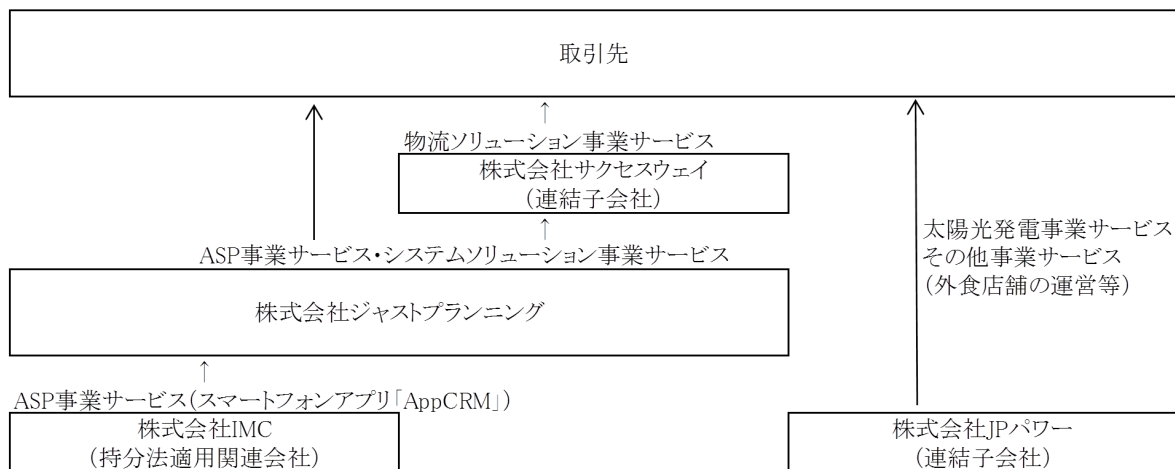 取引先
↑
物流ソリューション事業サービス
株式会社サクセスウェイ
（連結子会社）
↑
太陽光発電事業サービス
その他事業サービス
（外食店舗の運営等）
ASP事業サービス・システムソリューション事業サービス
株式会社ジャストプランニング
↑
ASP事業サービス（スマートフォンアプリ「AppCRM」）
株式会社IMC
（持分法適用関連会社）
株式会社JPパワー
（連結子会社）